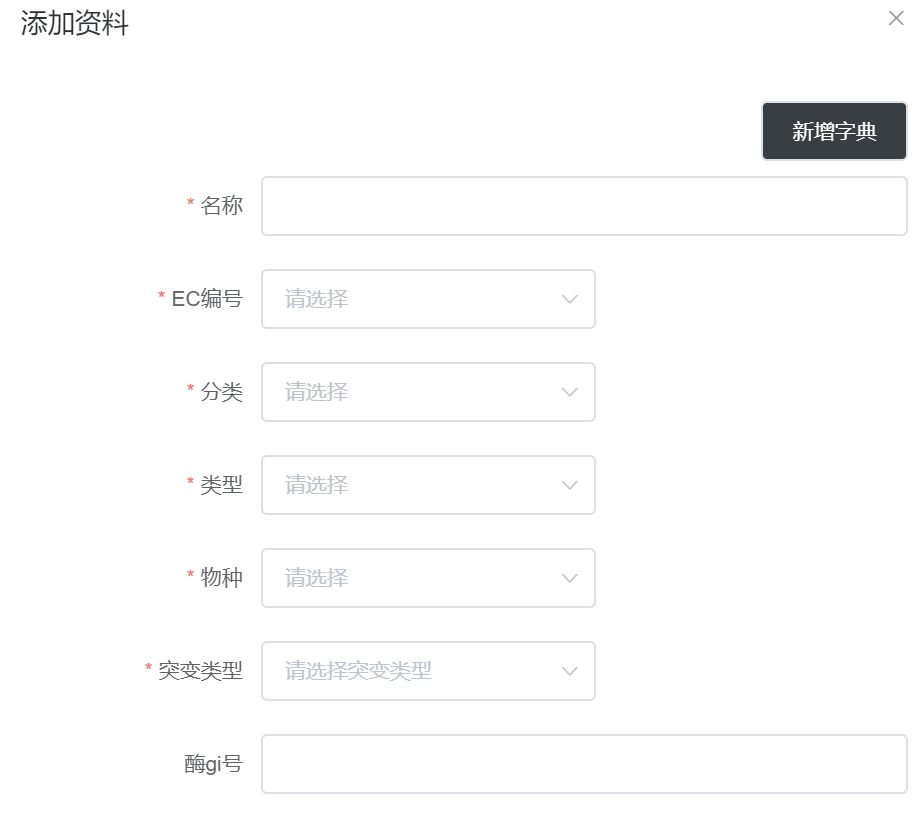 添加资料
新增字典
* 名称
* EC编号 请选择
* 分类 请选择
* 类型 请选择
* 物种 请选择
* 突变类型 请选择突变类型
酶gi号